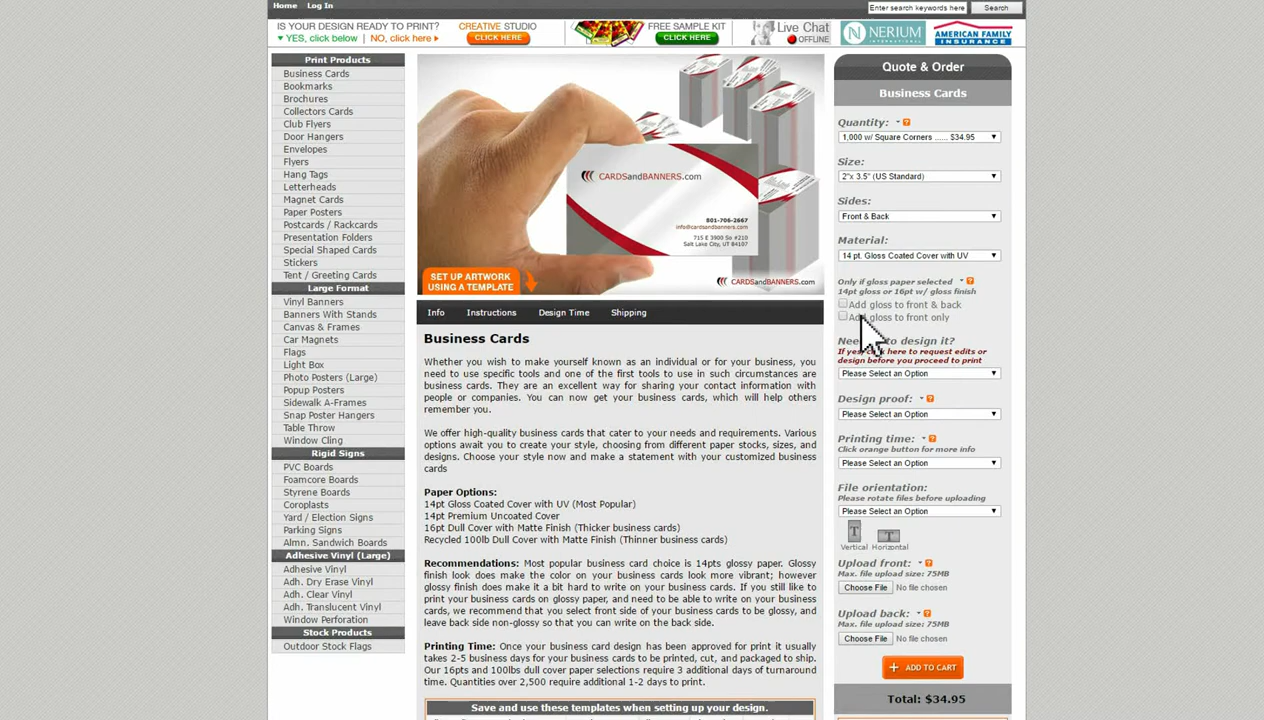 Home Log In
Enter search keywords here
Search
IS YOUR DESIGN READY TO PRINT?
YES, click below NO, click here
CREATIVE STUDIO
CLICK HERE
FREE SAMPLE KIT
CLICK HERE
Live Chat
OFFLINE
NERIUM
INTERNATIONAL
AMERICAN FAMILY
INSURANCE
Print Products
Business Cards
Bookmarks
Brochures
Collectors Cards
Club Flyers
Door Hangers
Envelopes
Flyers
Hang Tags
Letterheads
Magnet Cards
Paper Posters
Postcards / Rackcards
Presentation Folders
Special Shaped Cards
Stickers
Tent / Greeting Cards
Large Format
Vinyl Banners
Banners With Stands
Canvas & Frames
Car Magnets
Flags
Light Box
Photo Posters (Large)
Popup Posters
Sidewalk A-Frames
Snap Poster Hangers
Table Throw
Window Cling
Rigid Signs
PVC Boards
Foamcore Boards
Styrene Boards
Coroplasts
Yard / Election Signs
Parking Signs
Almn. Sandwich Boards
Adhesive Vinyl (Large)
Adhesive Vinyl
Adh. Dry Erase Vinyl
Adh. Clear Vinyl
Adh. Translucent Vinyl
Window Perforation
Stock Products
Outdoor Stock Flags
CARDSandBANNERS.com
801-706-2667
info@cardsandbanners.com
715 E 3900 So #210
Salt Lake City, UT 84107
SET UP ARTWORK
USING A TEMPLATE
CARDSandBANNERS.com
Info Instructions Design Time Shipping
Business Cards
Whether you wish to make yourself known as an individual or for your business, you
need to use specific tools and one of the first tools to use in such circumstances are
business cards. They are an excellent way for sharing your contact information with
people or companies. You can now get your business cards, which will help others
remember you.
We offer high-quality business cards that cater to your needs and requirements. Various
options await you to create your style, choosing from different paper stocks, sizes, and
designs. Choose your style now and make a statement with your customized business
cards
Paper Options:
14pt Gloss Coated Cover with UV (Most Popular)
14pt Premium Uncoated Cover
16pt Dull Cover with Matte Finish (Thicker business cards)
Recycled 100lb Dull Cover with Matte Finish (Thinner business cards)
Recommendations: Most popular business card choice is 14pts glossy paper. Glossy
finish look does make the color on your business cards look more vibrant; however
glossy finish does make it a bit hard to write on your business cards. If you still like to
print your business cards on glossy paper, and need to be able to write on your business
cards, we recommend that you select front side of your business cards to be glossy, and
leave back side non-glossy so that you can write on the back side.
Printing Time: Once your business card design has been approved for print it usually
takes 2-5 business days for your business cards to be printed, cut, and packaged to ship.
Our 16pts and 100lbs dull cover paper selections require 3 additional days of turnaround
time. Quantities over 2,500 require additional 1-2 days to print.
Save and use these templates when setting up your design.
Quote & Order
Business Cards
Quantity:
1,000 w/ Square Corners ...... $34.95
Size:
2"x 3.5" (US Standard)
Sides:
Front & Back
Material:
14 pt. Gloss Coated Cover with UV
Only if gloss paper selected
14pt gloss or 16pt w/ gloss finish
Add gloss to front & back
gloss to front only
to design it?
If yes, click here to request edits or
design before you proceed to print
Please Select an Option
Design proof:
Please Select an Option
Printing time:
Click orange button for more info
Please Select an Option
File orientation:
Please rotate files before uploading
Please Select an Option
Vertical Horizontal
Upload front:
Max. file upload size: 75MB
Choose File No file chosen
Upload back:
Max. file upload size: 75MB
Choose File No file chosen
+ ADD TO CART
Total: $34.95